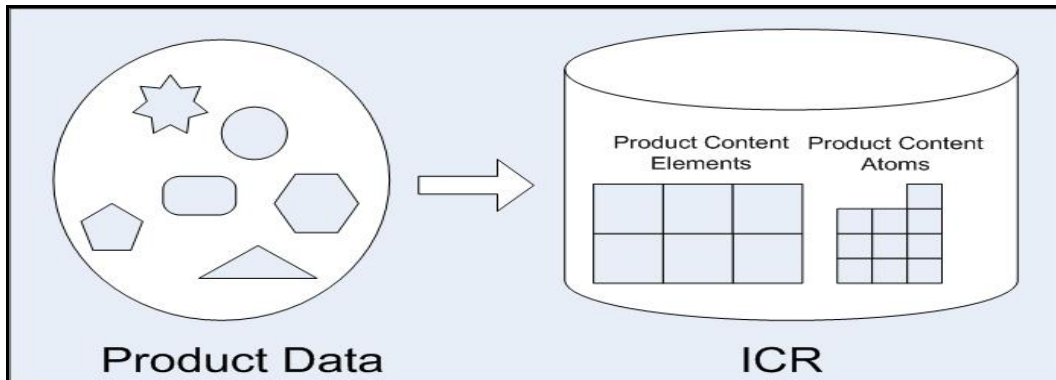 Product Content
Elements
Product Content
Atoms
Product Data
ICR